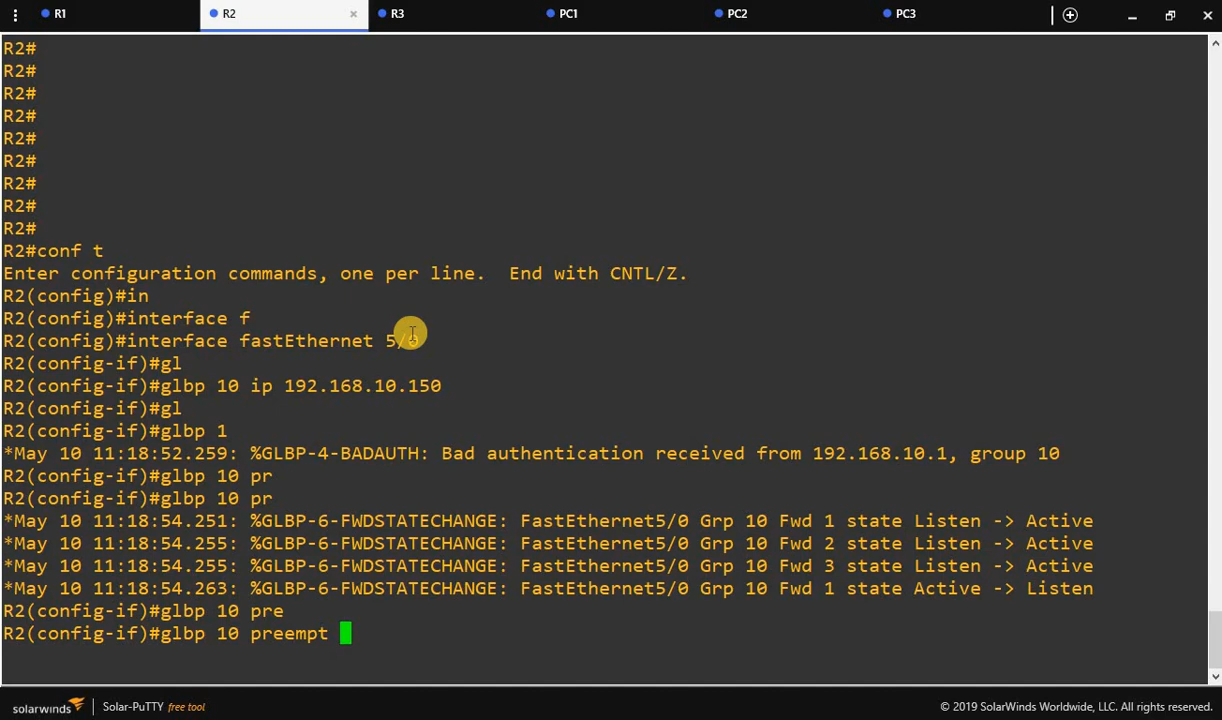 R1 R2 × R3 PC1 PC2 PC3
R2#
R2#
R2#
R2#
R2#
R2#
R2#
R2#
R2#
R2#conf t
Enter configuration commands, one per line.  End with CNTL/Z.
R2(config)#in
R2(config)#interface f
R2(config)#interface fastEthernet 5/0
R2(config-if)#gl
R2(config-if)#glbp 10 ip 192.168.10.150
R2(config-if)#gl
R2(config-if)#glbp 1
*May 10 11:18:52.259: %GLBP-4-BADAUTH: Bad authentication received from 192.168.10.1, group 10
R2(config-if)#glbp 10 pr
R2(config-if)#glbp 10 pr
*May 10 11:18:54.251: %GLBP-6-FWDSTATECHANGE: FastEthernet5/0 Grp 10 Fwd 1 state Listen -> Active
*May 10 11:18:54.255: %GLBP-6-FWDSTATECHANGE: FastEthernet5/0 Grp 10 Fwd 2 state Listen -> Active
*May 10 11:18:54.255: %GLBP-6-FWDSTATECHANGE: FastEthernet5/0 Grp 10 Fwd 3 state Listen -> Active
*May 10 11:18:54.263: %GLBP-6-FWDSTATECHANGE: FastEthernet5/0 Grp 10 Fwd 1 state Active -> Listen
R2(config-if)#glbp 10 pre
R2(config-if)#glbp 10 preempt
solarwinds Solar-PuTTY free tool © 2019 SolarWinds Worldwide, LLC. All rights reserved.